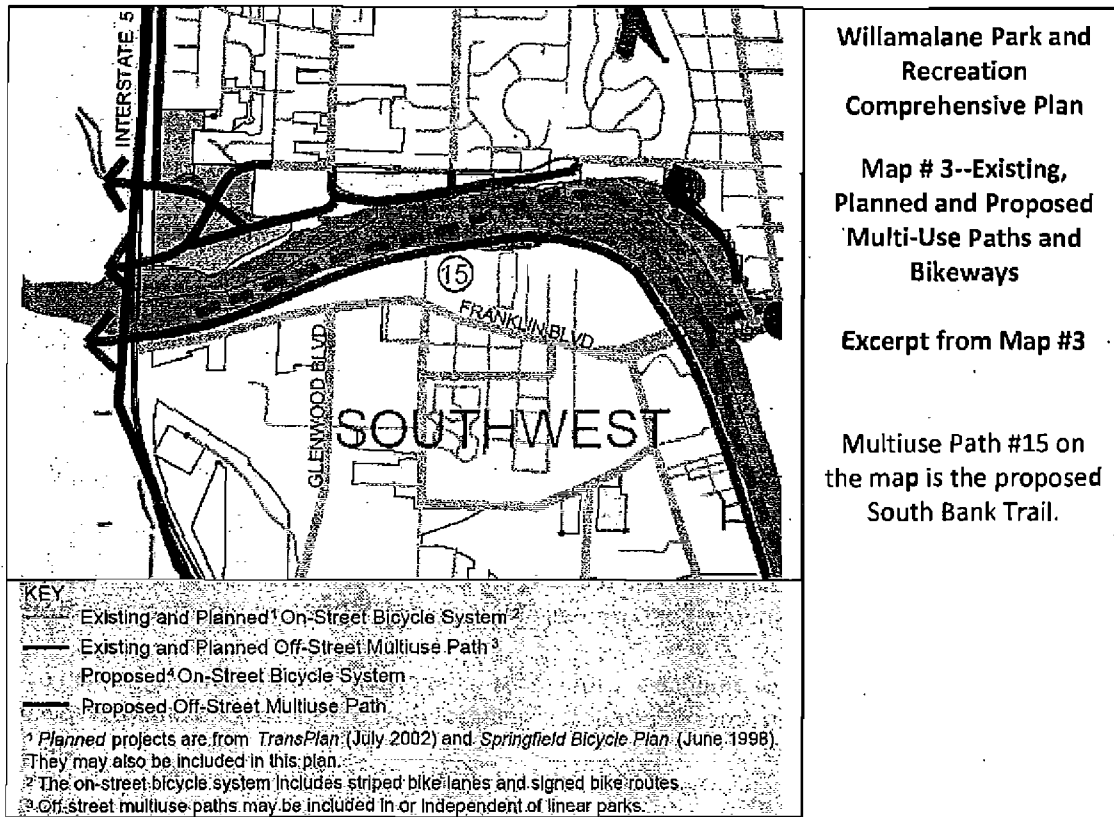 INTERSTATE 5
15
FRANKLIN BLVD
GLENWOOD BLVD
SOUTHWEST
KEY
Existing and Planned¹ On-Street Bicycle System²
Existing and Planned Off-Street Multiuse Path³
Proposed⁴ On-Street Bicycle System
Proposed Off-Street Multiuse Path
¹ Planned projects are from TransPlan (July 2002) and Springfield Bicycle Plan (June 1998).
They may also be included in this plan.
² The on-street bicycle system includes striped bike lanes and signed bike routes.
³ Off-street multiuse paths may be included in or independent of linear parks.
Willamalane Park and
Recreation
Comprehensive Plan
Map # 3--Existing,
Planned and Proposed
Multi-Use Paths and
Bikeways
Excerpt from Map #3
Multiuse Path #15 on
the map is the proposed
South Bank Trail.